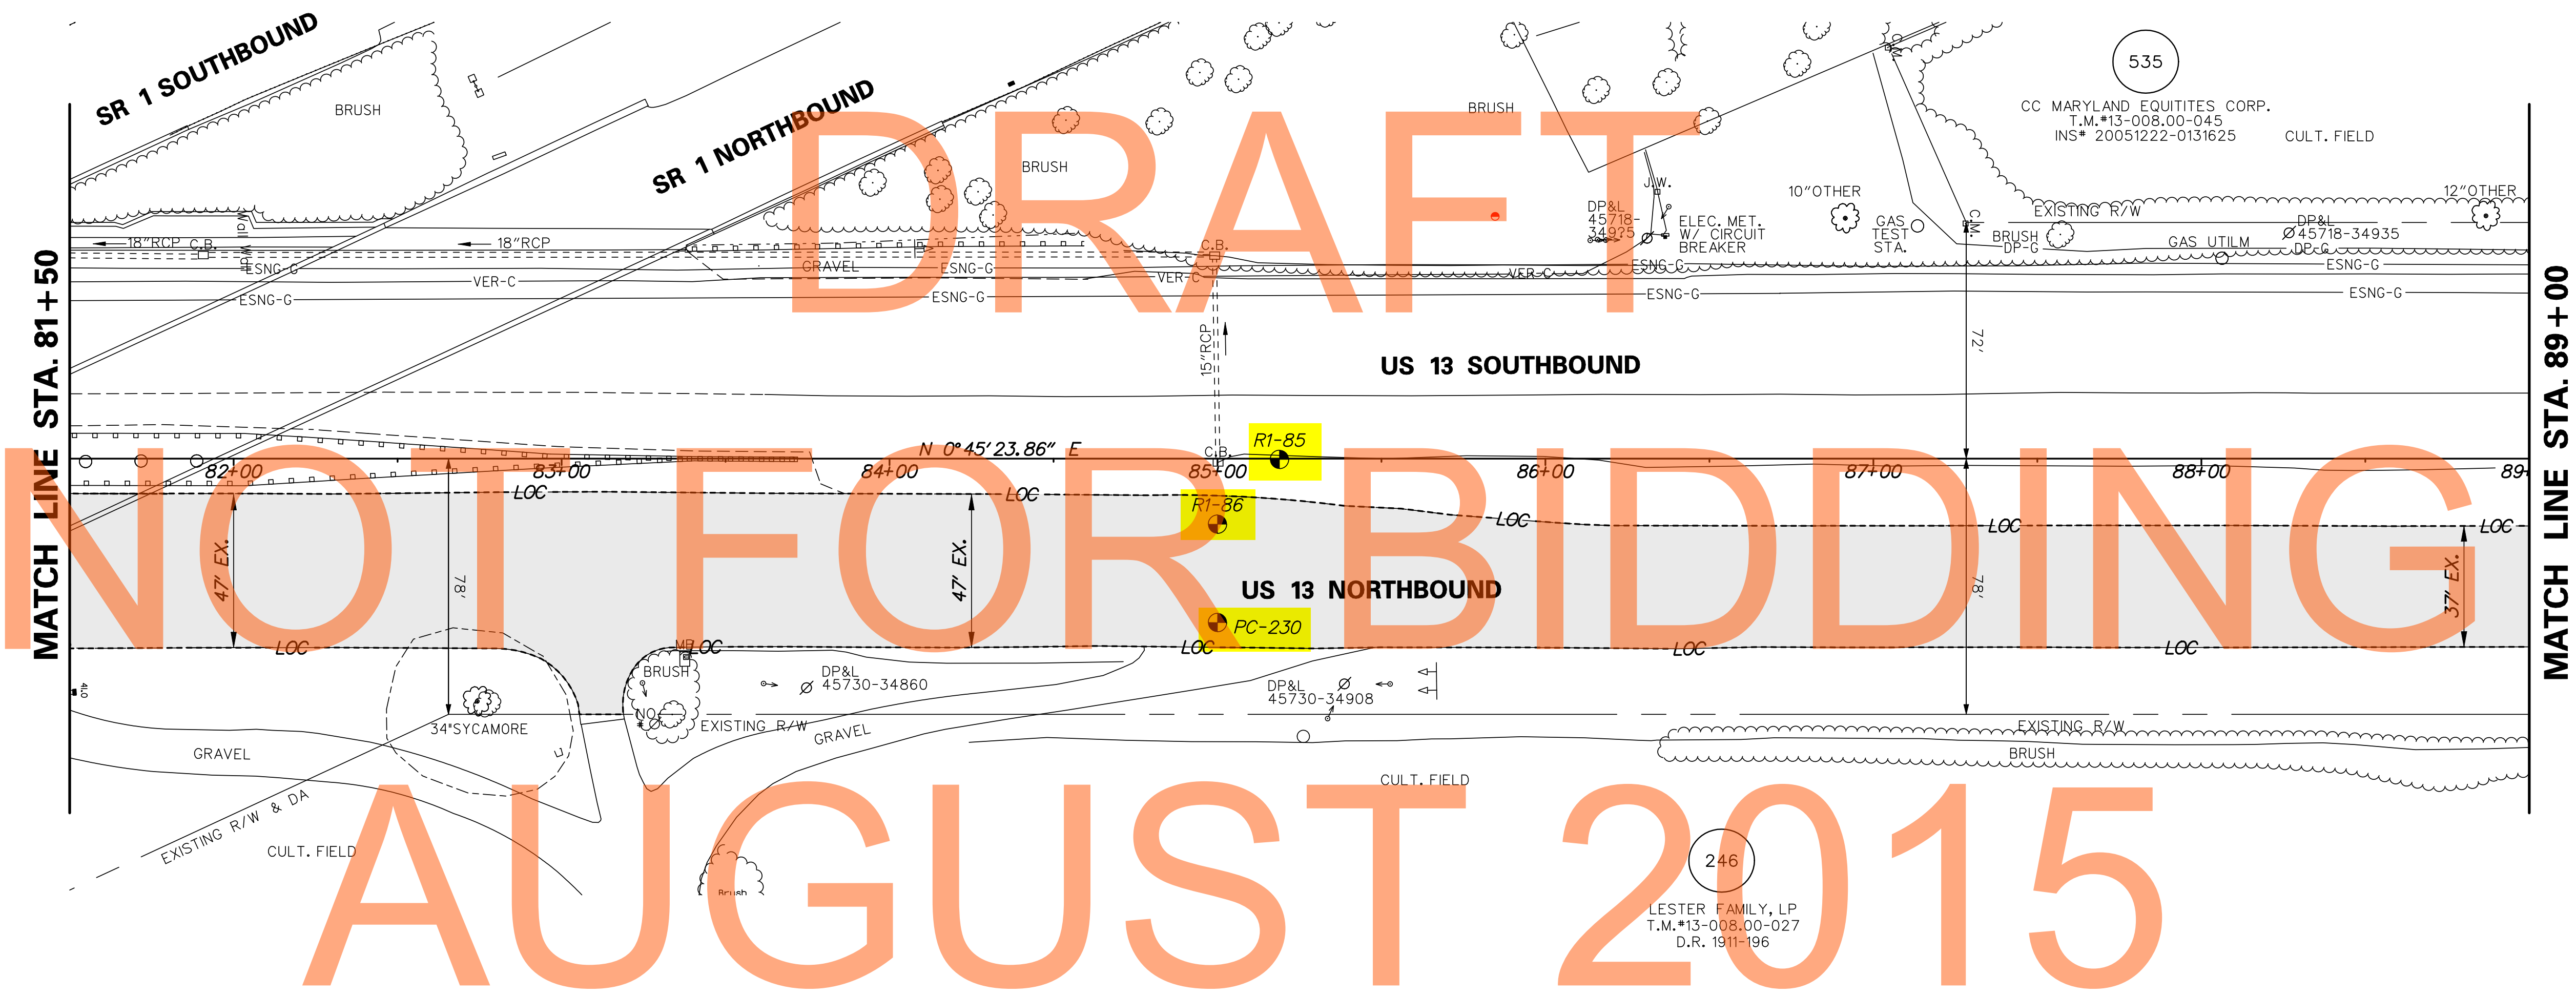 SR 1 SOUTHBOUND
BRUSH
SR 1 NORTHBOUND
BRUSH
BRUSH
C.M.
535
CC MARYLAND EQUITITES CORP.
T.M.#13-008.00-045
INS# 20051222-0131625
CULT. FIELD
DRAFT
J.W.
DP&L
45718-
34925
ELEC. MET.
W/ CIRCUIT
BREAKER
10"OTHER
GAS
TEST
STA.
C.M.
EXISTING R/W
12"OTHER
DP&L
45718-34935
BRUSH
DP-G
GAS UTILM
DP-G
18"RCP C.B.
Wall
Wall
18"RCP
C.B.
GRAVEL
ESNG-G
ESNG-G
ESNG-G
ESNG-G
VER-C
VER-C
VER-C
ESNG-G
ESNG-G
ESNG-G
ESNG-G
15"RCP
72'
US 13 SOUTHBOUND
MATCH LINE STA. 81+50
MATCH LINE STA. 89+00
R1-85
N 0°45'23.86" E
C.B.
82+00
83+00
84+00
85+00
86+00
87+00
88+00
89
LOC
LOC
R1-86
LOC
LOC
LOC
NOT FOR BIDDING
47' EX.
78'
47' EX.
US 13 NORTHBOUND
78'
37' EX.
PC-230
LOC
MB
LOC
LOC
LOC
LOC
BRUSH
DP&L
45730-34860
DP&L
45730-34908
34"SYCAMORE
NO
#
EXISTING R/W
GRAVEL
EXISTING R/W
GRAVEL
BRUSH
CULT. FIELD
EXISTING R/W & DA
CULT. FIELD
AUGUST 2015
Brush
246
LESTER FAMILY, LP
T.M.#13-008.00-027
D.R. 1911-196